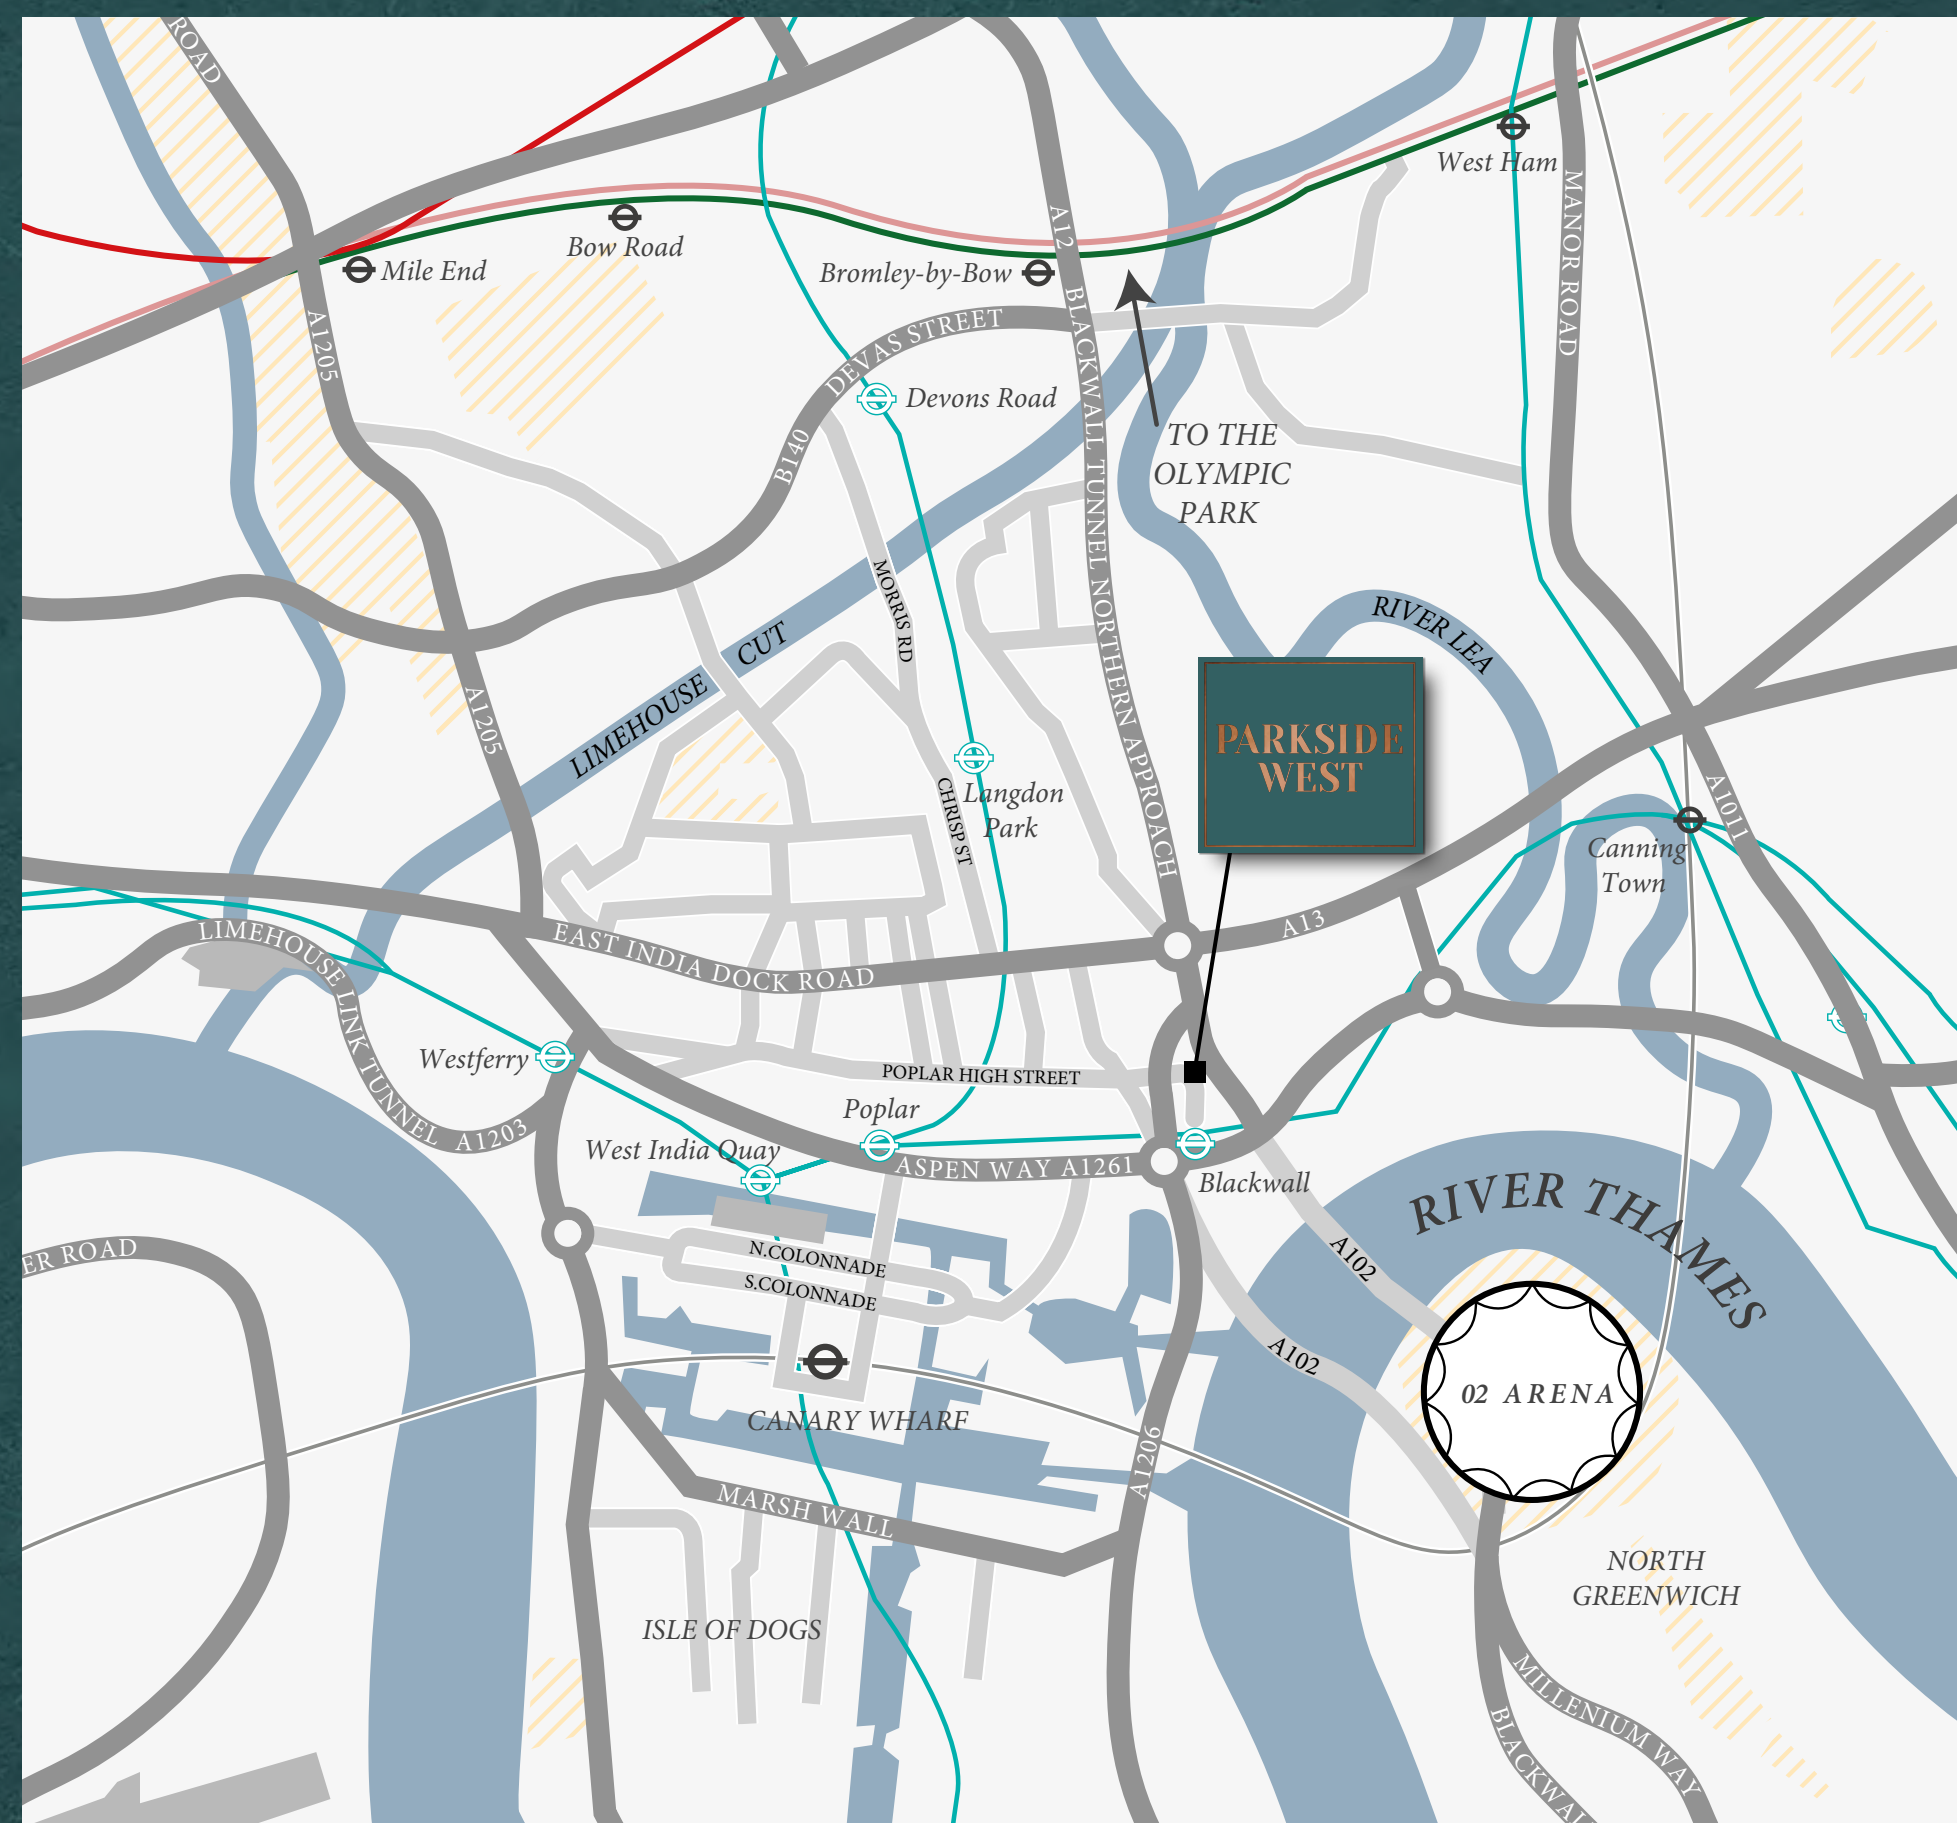 ROAD
West Ham
MANOR ROAD
A12
Bow Road
Mile End
Bromley-by-Bow
A1205
DEVAS STREET
BLACKWALL TUNNEL NORTHERN APPROACH
Devons Road
B140
TO THE
OLYMPIC
PARK
MORRIS RD
RIVER LEA
LIMEHOUSE CUT
A1205
PARKSIDE
WEST
Langdon
Park
CHRISP ST
A1011
Canning
Town
A13
EAST INDIA DOCK ROAD
LIMEHOUSE LINK TUNNEL A1203
Westferry
POPLAR HIGH STREET
Poplar
West India Quay
ASPEN WAY A1261
Blackwall
RIVER THAMES
ER ROAD
N.COLONNADE
S.COLONNADE
A102
A102
02 ARENA
CANARY WHARF
A1206
MARSH WALL
NORTH
GREENWICH
ISLE OF DOGS
MILLENIUM WAY
BLACKWAL